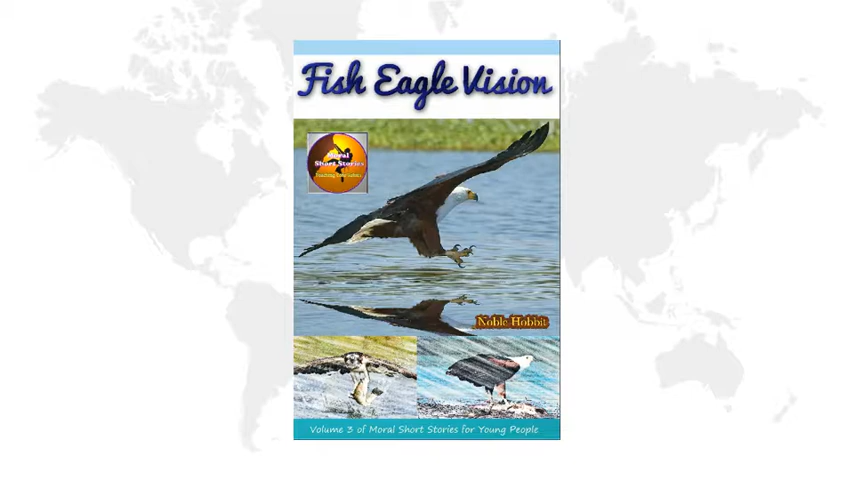 Fish Eagle Vision
Moral
Short Stories
Noble Hobbit
Volume 3 of Moral Short Stories for Young People